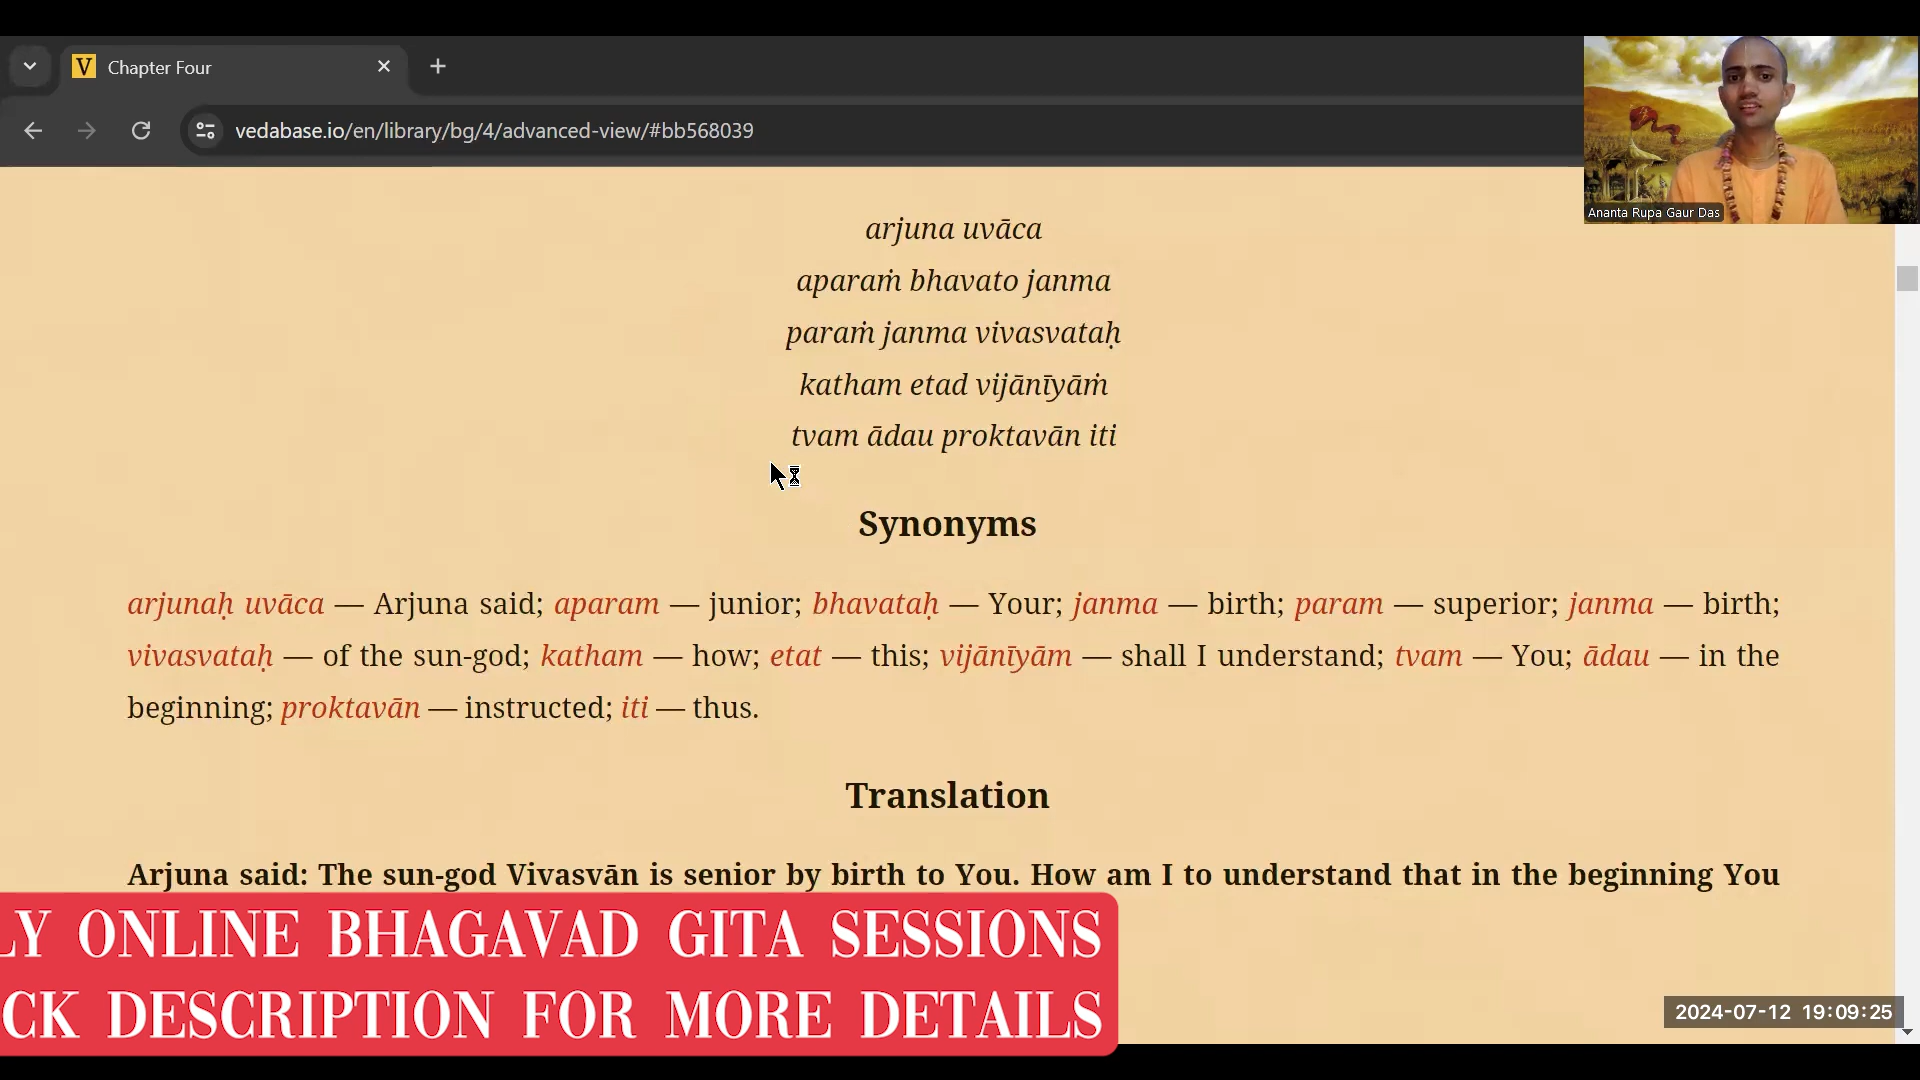 Chapter Four
vedabase.io/en/library/bg/4/advanced-view/#bb568039
Ananta Rupa Gaur Das
arjuna uvāca
aparaṁ bhavato janma
paraṁ janma vivasvataḥ
katham etad vijānīyāṁ
tvam ādau proktavān iti
Synonyms
arjunaḥ uvāca — Arjuna said; aparam — junior; bhavataḥ — Your; janma — birth; param — superior; janma — birth;
vivasvataḥ — of the sun-god; katham — how; etat — this; vijānīyām — shall I understand; tvam — You; ādau — in the
beginning; proktavān — instructed; iti — thus.
Translation
Arjuna said: The sun-god Vivasvān is senior by birth to You. How am I to understand that in the beginning You
LY ONLINE BHAGAVAD GITA SESSIONS
CK DESCRIPTION FOR MORE DETAILS
2024-07-12 19:09:25